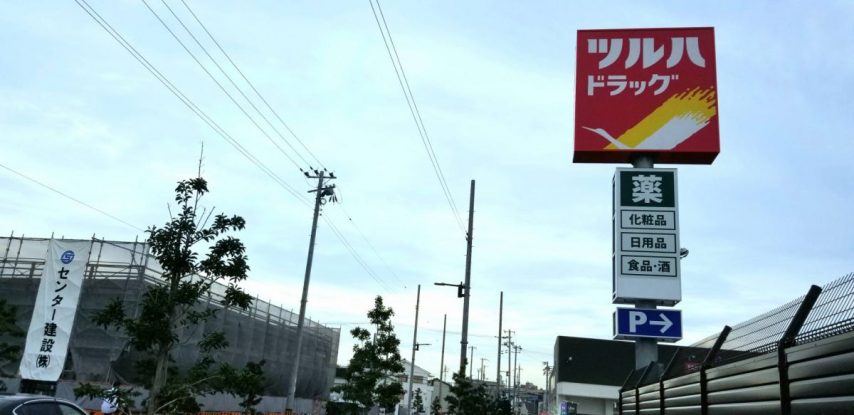 ツルハ
ドラッグ
薬
化粧品
日用品
食品・酒
P→
センター建設㈱